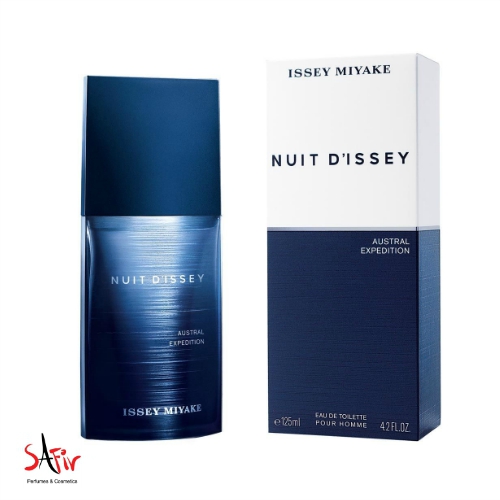 NUIT D'ISSEY
AUSTRAL
EXPEDITION
ISSEY MIYAKE
ISSEY MIYAKE
NUIT D'ISSEY
AUSTRAL
EXPEDITION
EAU DE TOILETTE
℮ 125ml POUR HOMME 4.2 FL.OZ.
SAfir
Perfumes & Cosmetics